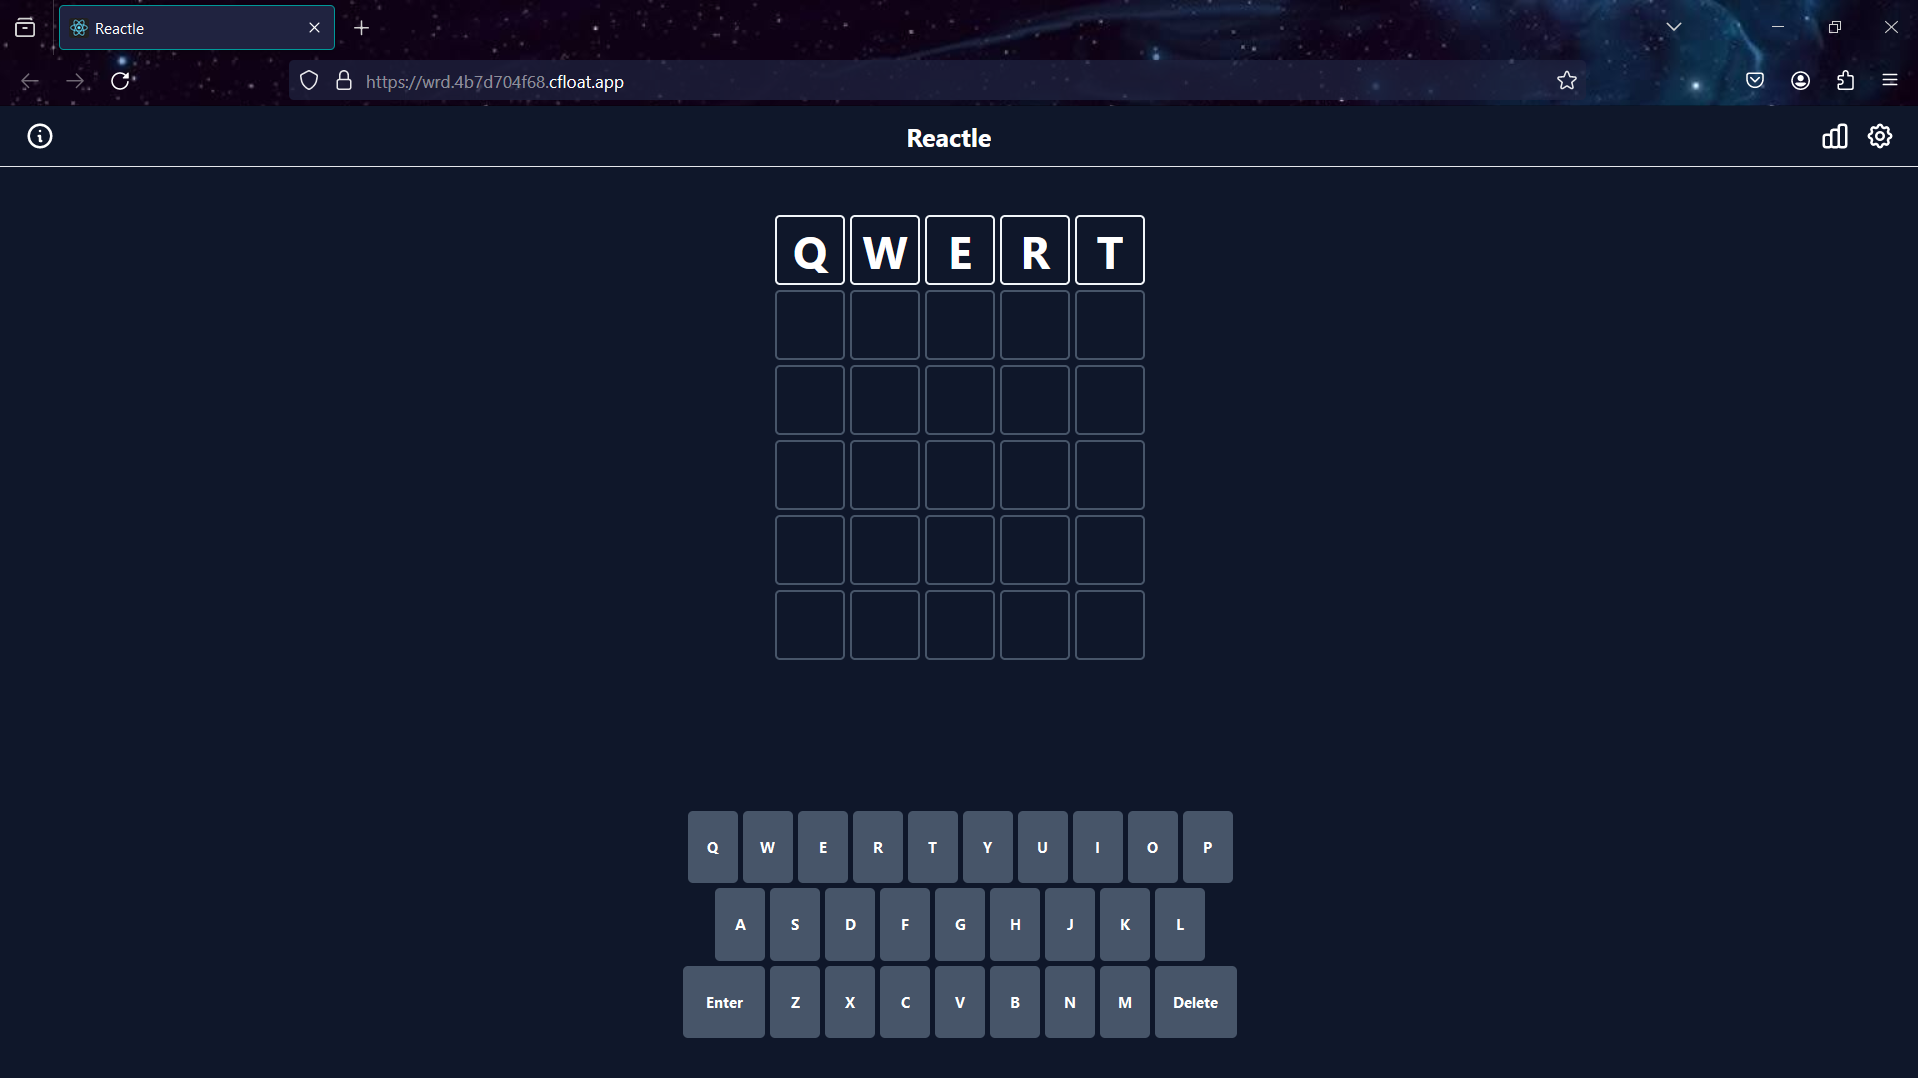 Reactle
https://wrd.4b7d704f68.cfloat.app
Reactle
Q W E R T
Q W E R T Y U I O P
A S D F G H J K L
Enter Z X C V B N M Delete